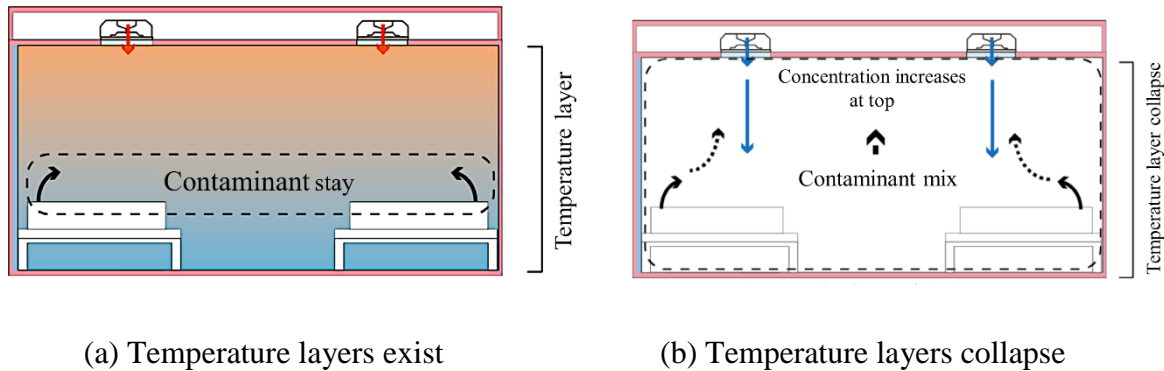 Contaminant stay
Temperature layer
Concentration increases
at top
Contaminant mix
Temperature layer collapse
(a) Temperature layers exist
(b) Temperature layers collapse